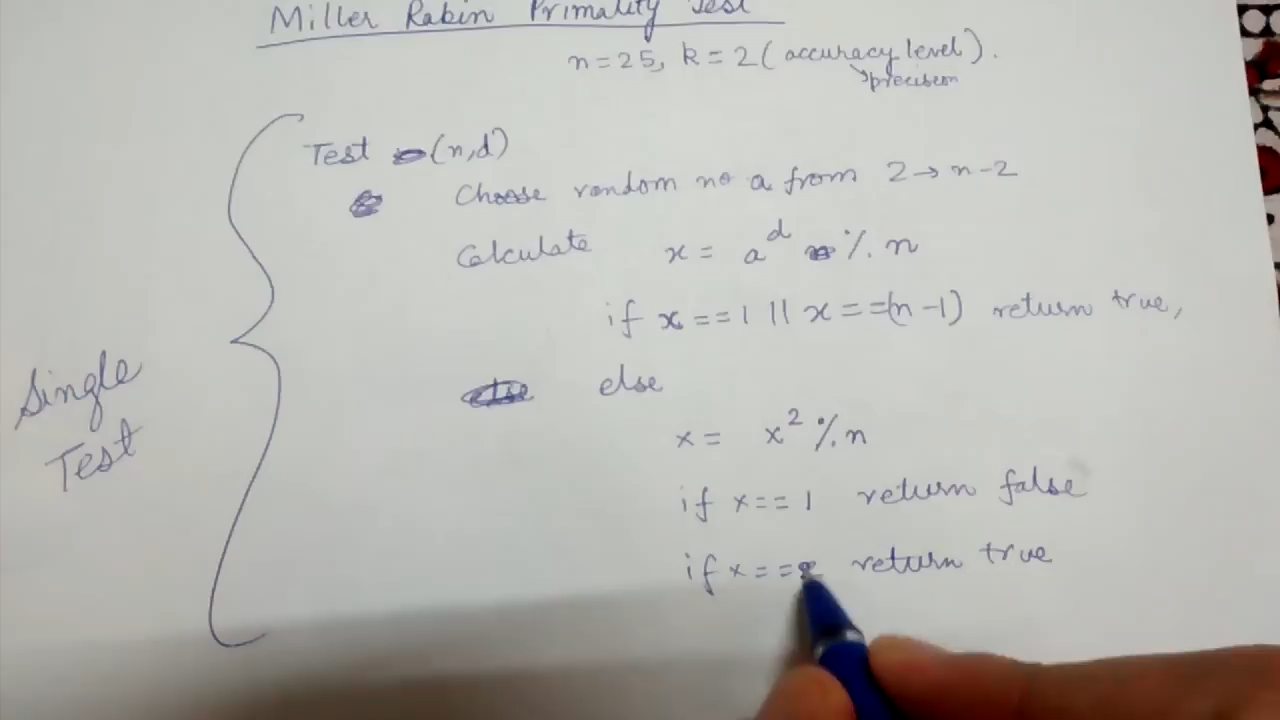 Miller Rabin Primality Test
n=25, k=2 (accuracy level).
precision
Test (n,d)
Choose random no a from 2→n-2
Calculate x = a^d % n
if x==1 || x==(n-1) return true,
else
x = x² % n
if x==1 return false
if x== return true
Single
Test